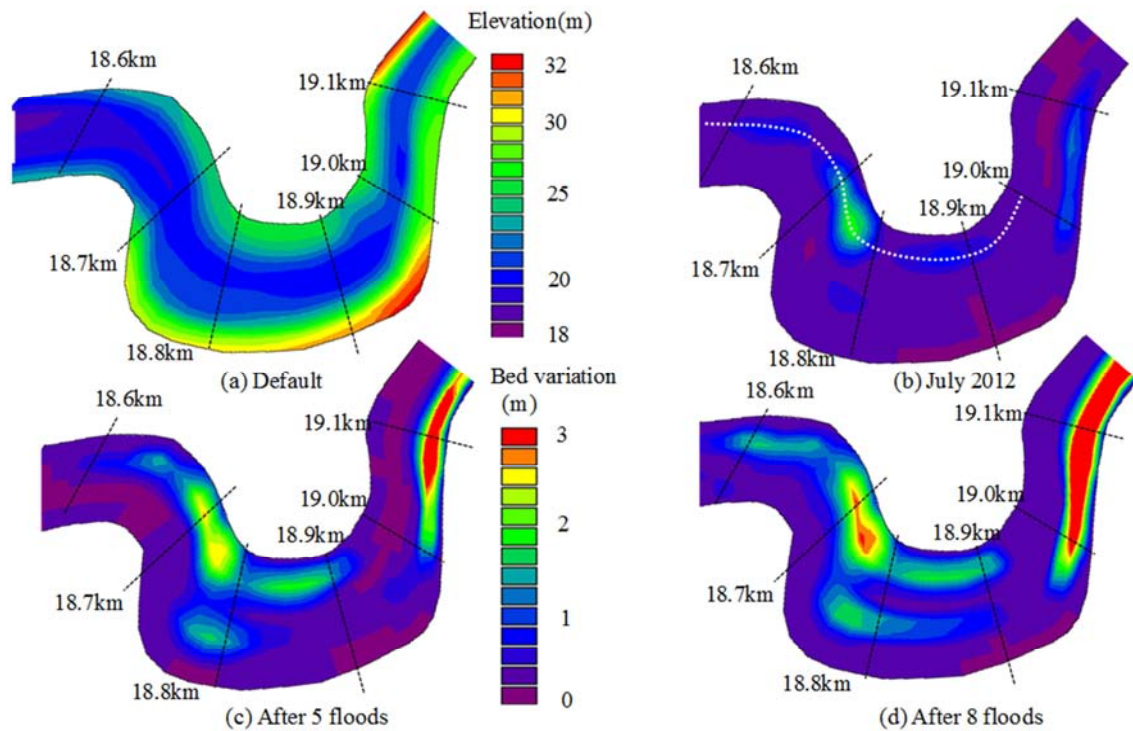 Elevation(m)
32
30
25
20
18
18.6km
19.1km
19.0km
18.9km
18.7km
18.8km
(a) Default
18.6km
19.1km
19.0km
18.9km
18.7km
18.8km
(b) July 2012
Bed variation
(m)
3
2
1
0
18.6km
19.1km
19.0km
18.9km
18.7km
18.8km
(c) After 5 floods
18.6km
19.1km
19.0km
18.9km
18.7km
18.8km
(d) After 8 floods